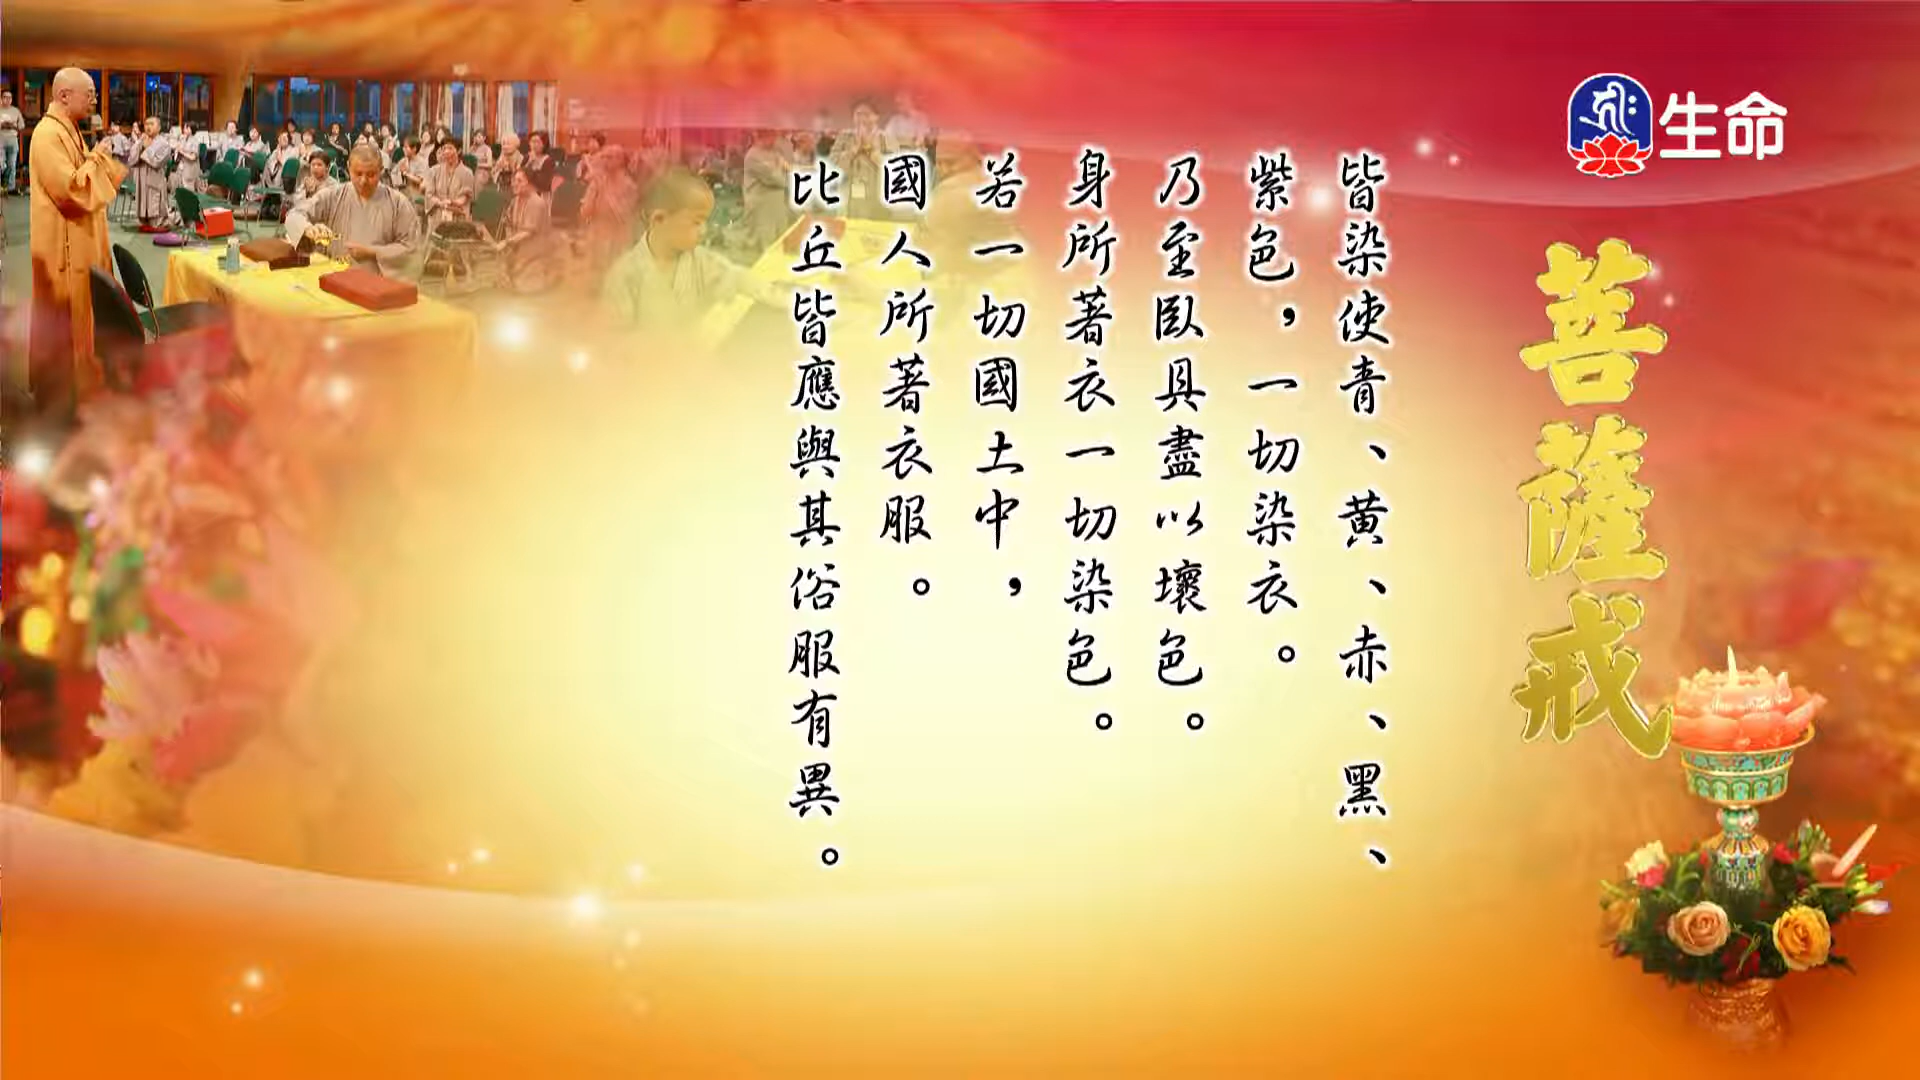 生命
菩薩戒
皆染使青、黃、赤、黑、
紫色，一切染衣。
乃至臥具盡以壞色。
身所著衣一切染色。
若一切國土中，
國人所著衣服。
比丘皆應與其俗服有異。